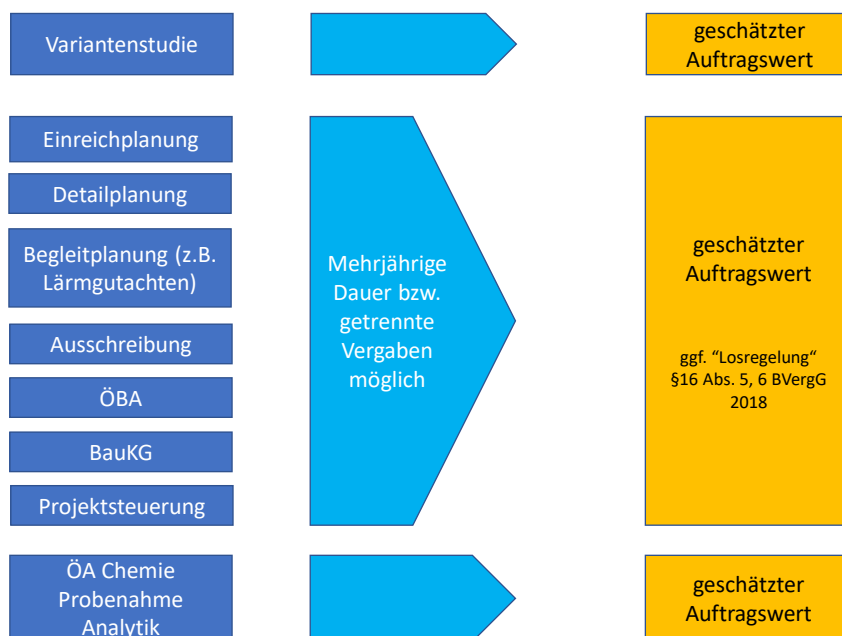 Variantenstudie
geschätzter
Auftragswert
Einreichplanung
Detailplanung
Begleitplanung (z.B.
Lärmgutachten)
Ausschreibung
ÖBA
BauKG
Projektsteuerung
Mehrjährige
Dauer bzw.
getrennte
Vergaben
möglich
geschätzter
Auftragswert
ggf. “Losregelung“
§16 Abs. 5, 6 BVergG
2018
ÖA Chemie
Probenahme
Analytik
geschätzter
Auftragswert